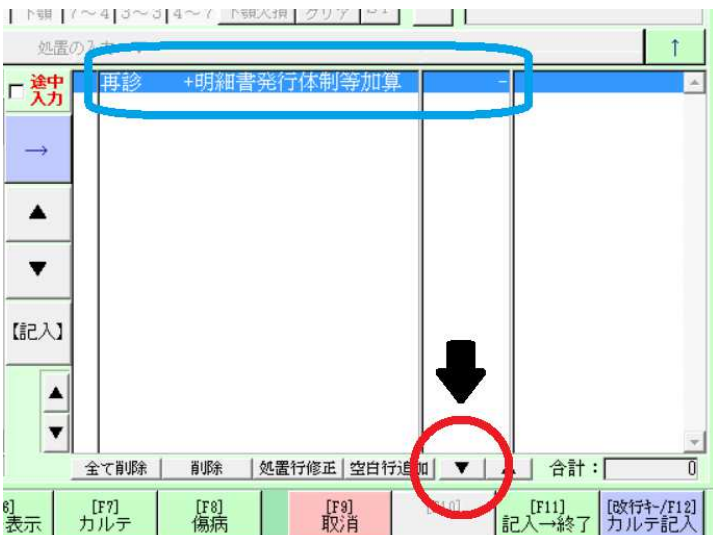 処置の入力
↑
途中
入力
再診 +明細書発行体制等加算 -
→
▲
▼
【記入】
▲
▼
全て削除 削除 処置行修正 空白行追加 ▼ ▲ 合計: 0
表示 [F7] カルテ [F8] 傷病 [F9] 取消 [F11] 記入→終了 [改行キー/F12] カルテ記入